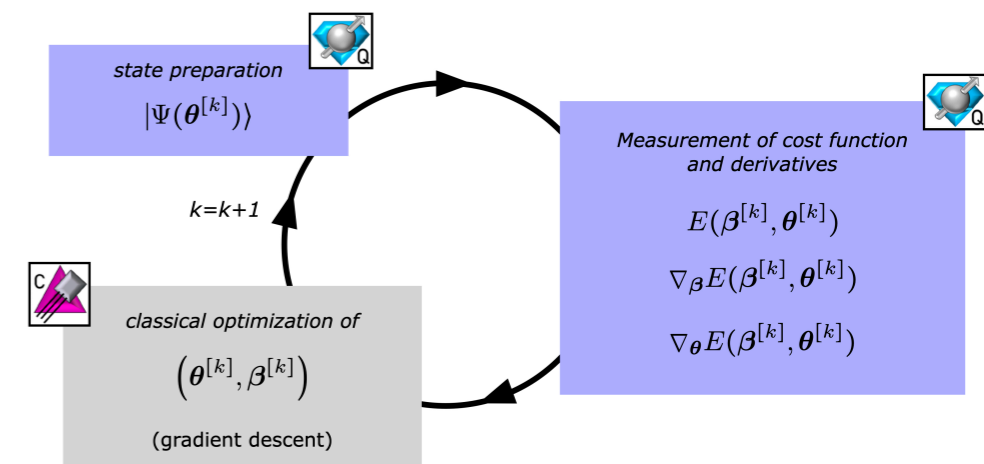 state preparation
|Ψ(θ^[k])⟩
Q
Measurement of cost function
and derivatives
E(β^[k], θ^[k])
∇_β E(β^[k], θ^[k])
∇_θ E(β^[k], θ^[k])
Q
k=k+1
C
classical optimization of
(θ^[k], β^[k])
(gradient descent)